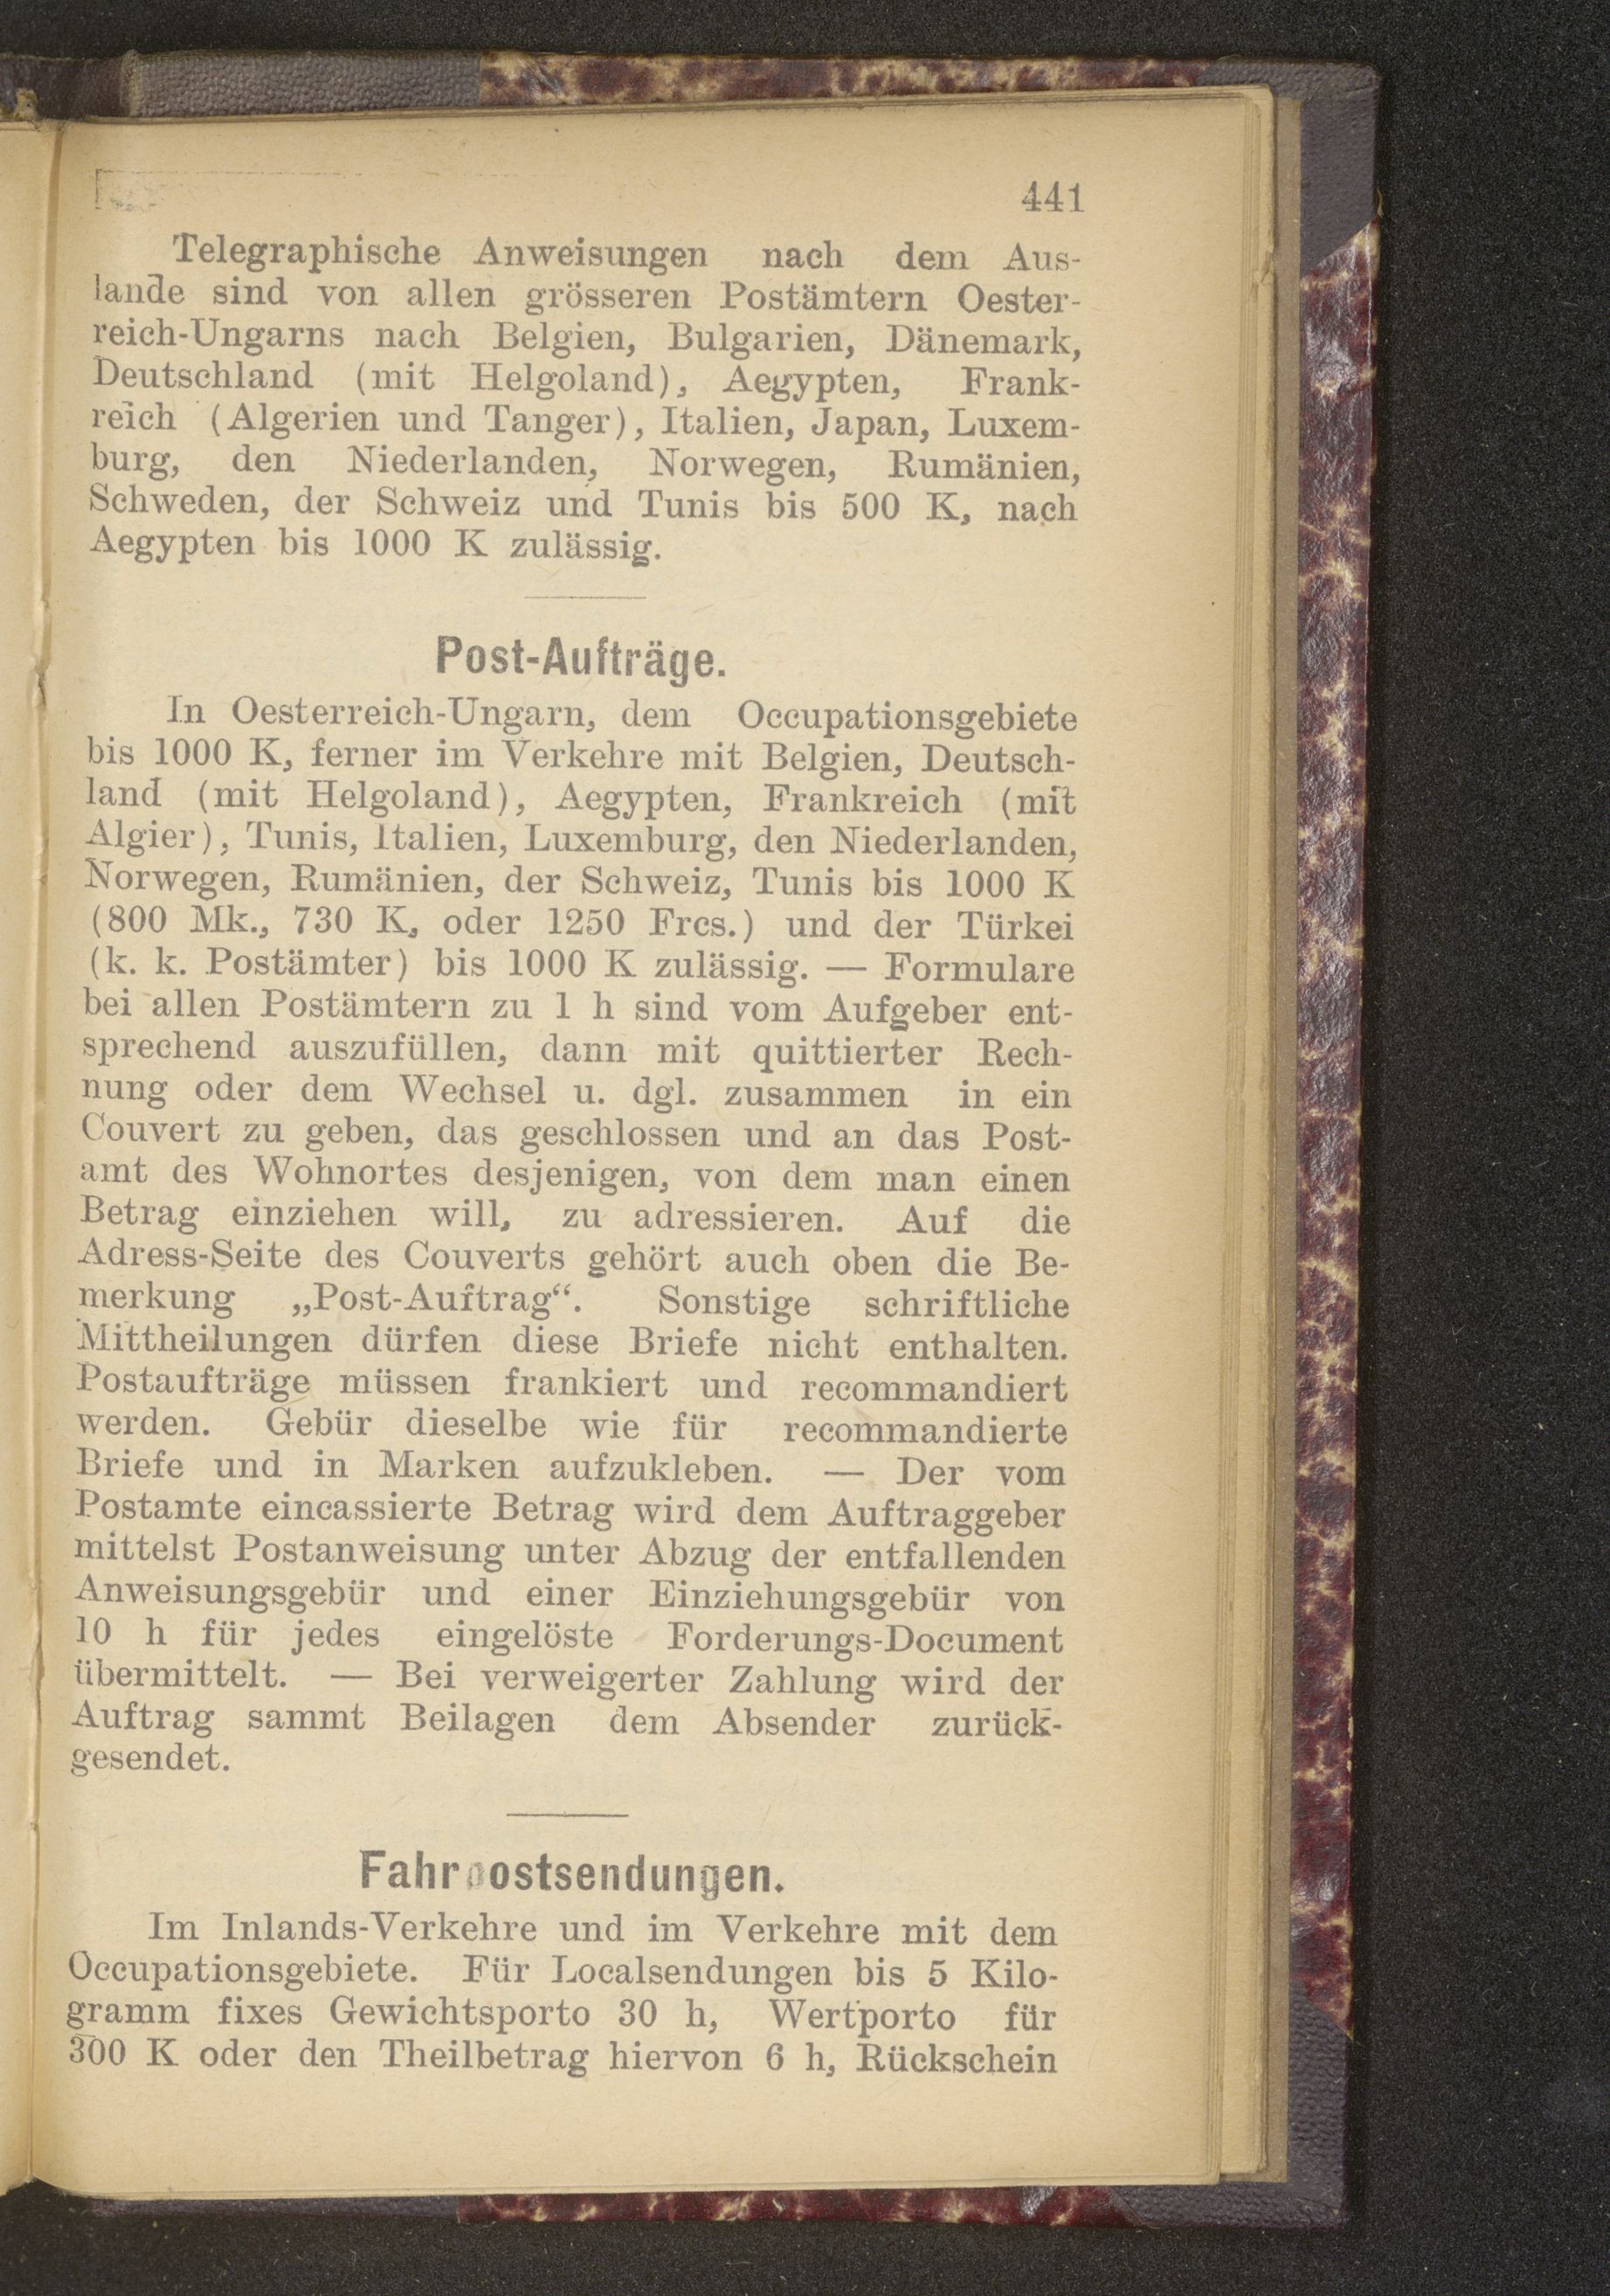 441
Telegraphische Anweisungen nach dem Aus-
lande sind von allen grösseren Postämtern Oester-
reich-Ungarns nach Belgien, Bulgarien, Dänemark,
Deutschland (mit Helgoland), Aegypten, Frank-
reich (Algerien und Tanger), Italien, Japan, Luxem-
burg, den Niederlanden, Norwegen, Rumänien,
Schweden, der Schweiz und Tunis bis 500 K, nach
Aegypten bis 1000 K zulässig.
Post-Aufträge.
In Oesterreich-Ungarn, dem Occupationsgebiete
bis 1000 K, ferner im Verkehre mit Belgien, Deutsch-
land (mit Helgoland), Aegypten, Frankreich (mit
Algier), Tunis, Italien, Luxemburg, den Niederlanden,
Norwegen, Rumänien, der Schweiz, Tunis bis 1000 K
(800 Mk., 730 K, oder 1250 Frcs.) und der Türkei
(k. k. Postämter) bis 1000 K zulässig. — Formulare
bei allen Postämtern zu 1 h sind vom Aufgeber ent-
sprechend auszufüllen, dann mit quittierter Rech-
nung oder dem Wechsel u. dgl. zusammen in ein
Couvert zu geben, das geschlossen und an das Post-
amt des Wohnortes desjenigen, von dem man einen
Betrag einziehen will, zu adressieren. Auf die
Adress-Seite des Couverts gehört auch oben die Be-
merkung „Post-Auftrag“. Sonstige schriftliche
Mittheilungen dürfen diese Briefe nicht enthalten.
Postaufträge müssen frankiert und recommandiert
werden. Gebür dieselbe wie für recommandierte
Briefe und in Marken aufzukleben. — Der vom
Postamte eincassierte Betrag wird dem Auftraggeber
mittelst Postanweisung unter Abzug der entfallenden
Anweisungsgebür und einer Einziehungsgebür von
10 h für jedes eingelöste Forderungs-Document
übermittelt. — Bei verweigerter Zahlung wird der
Auftrag sammt Beilagen dem Absender zurück-
gesendet.
Fahrpostsendungen.
Im Inlands-Verkehre und im Verkehre mit dem
Occupationsgebiete. Für Localsendungen bis 5 Kilo-
gramm fixes Gewichtsporto 30 h, Wertporto für
300 K oder den Theilbetrag hiervon 6 h, Rückschein